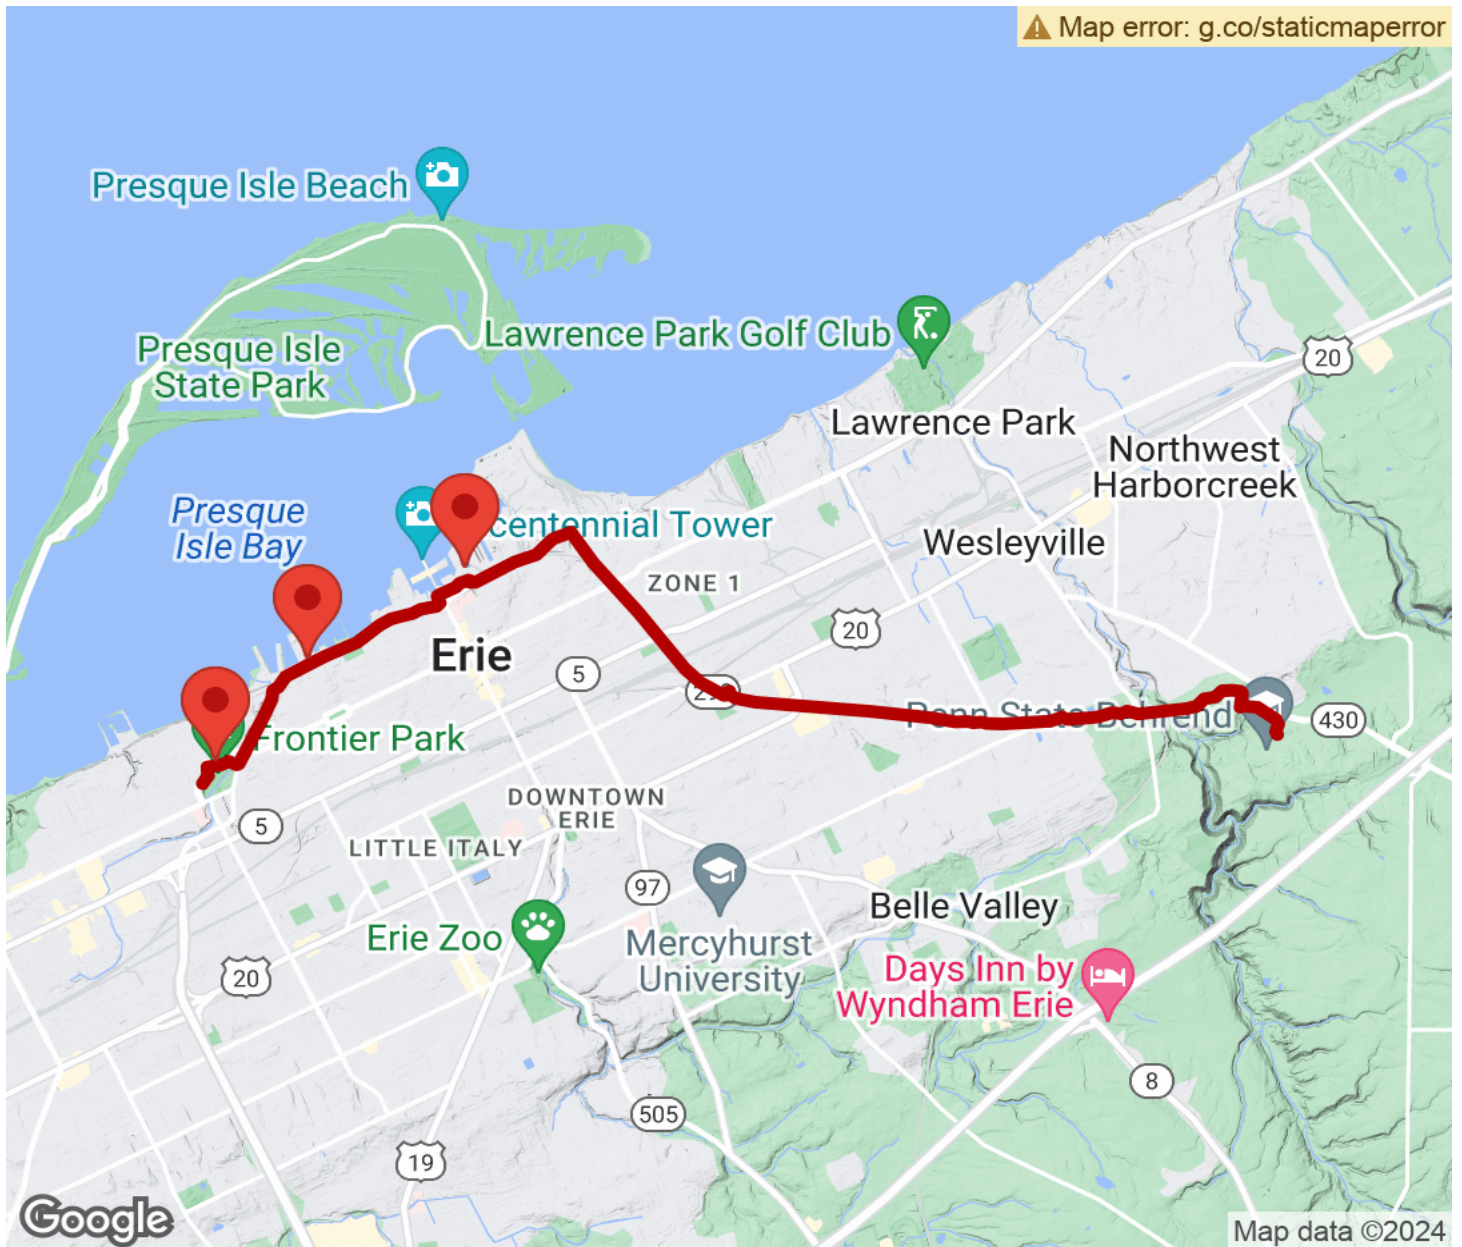 Map error: g.co/staticmaperror
Presque Isle Beach
Lawrence Park Golf Club
Presque Isle
State Park
20
Lawrence Park
Northwest
Harborcreek
Presque
Isle Bay
centennial Tower
Wesleyville
ZONE 1
20
Erie
5
Penn State Behrend
430
Frontier Park
DOWNTOWN
ERIE
5
LITTLE ITALY
97
Belle Valley
Erie Zoo
Mercyhurst
University
20
Days Inn by
Wyndham Erie
8
505
19
Google
Map data ©2024